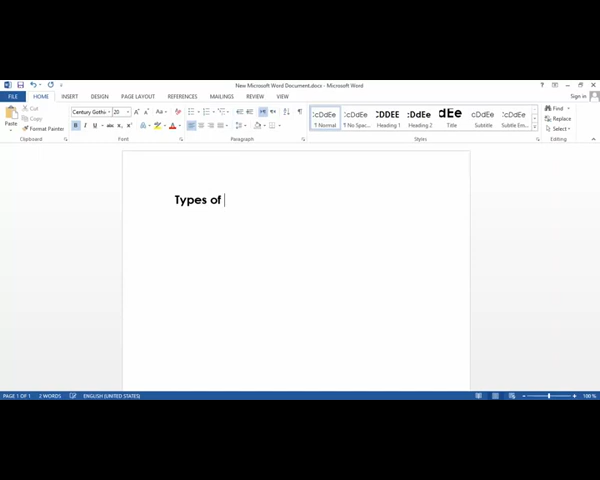 New Microsoft Word Document.docx - Microsoft Word
Sign in
FILE HOME INSERT DESIGN PAGE LAYOUT REFERENCES MAILINGS REVIEW VIEW
Paste
Cut
Copy
Format Painter
Clipboard
Century Gothi 20
Font
Paragraph
¶ Normal
¶ No Spac...
Heading 1
Heading 2
Title
Subtitle
Subtle Em...
Styles
Find
Replace
Select
Editing
Types of
PAGE 1 OF 1 2 WORDS ENGLISH (UNITED STATES) 100 %